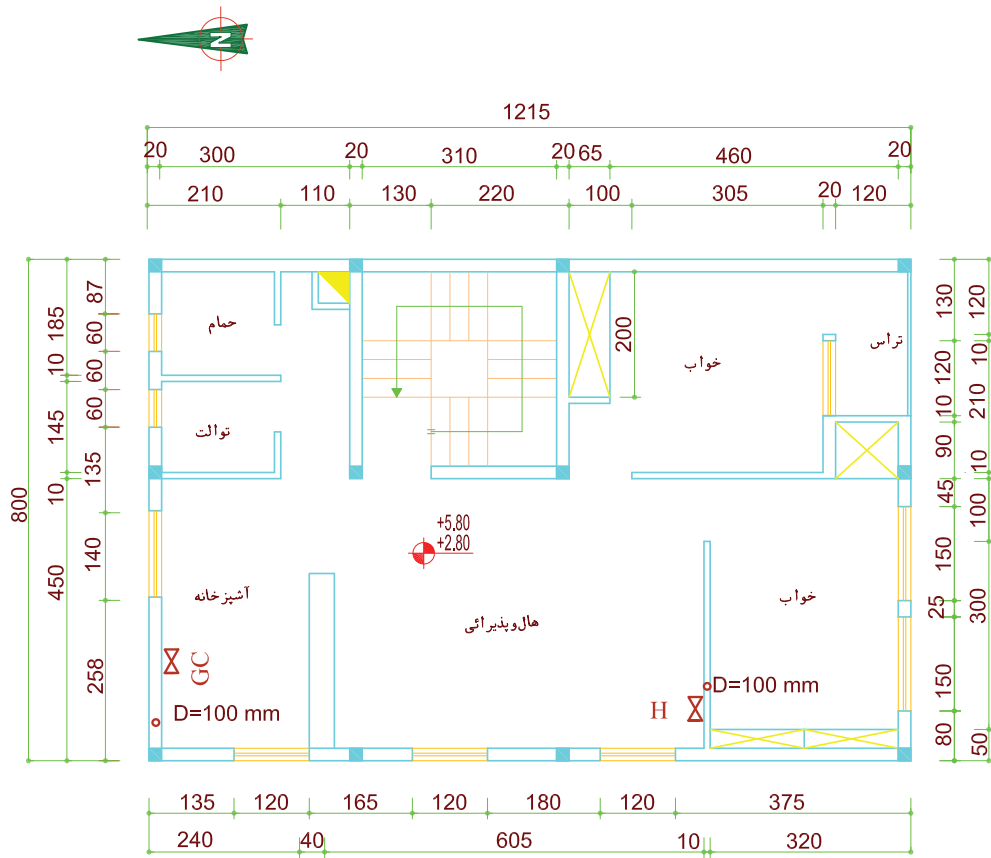 N
1215
20 300 20 310 20 65 460 20
210 110 130 220 100 305 20 120
800
185 10 145 10 450
87 60 60 60 135 140 258
حمام
توالت
200
خواب
تراس
130 120 10 90 45 150 25 150 80
120 10 210 10 100 300 50
+5.80
+2.80
آشپزخانه
هال‌وپذیرائی
خواب
GC
D=100 mm
H
D=100 mm
135 120 165 120 180 120 375
240 40 605 10 320